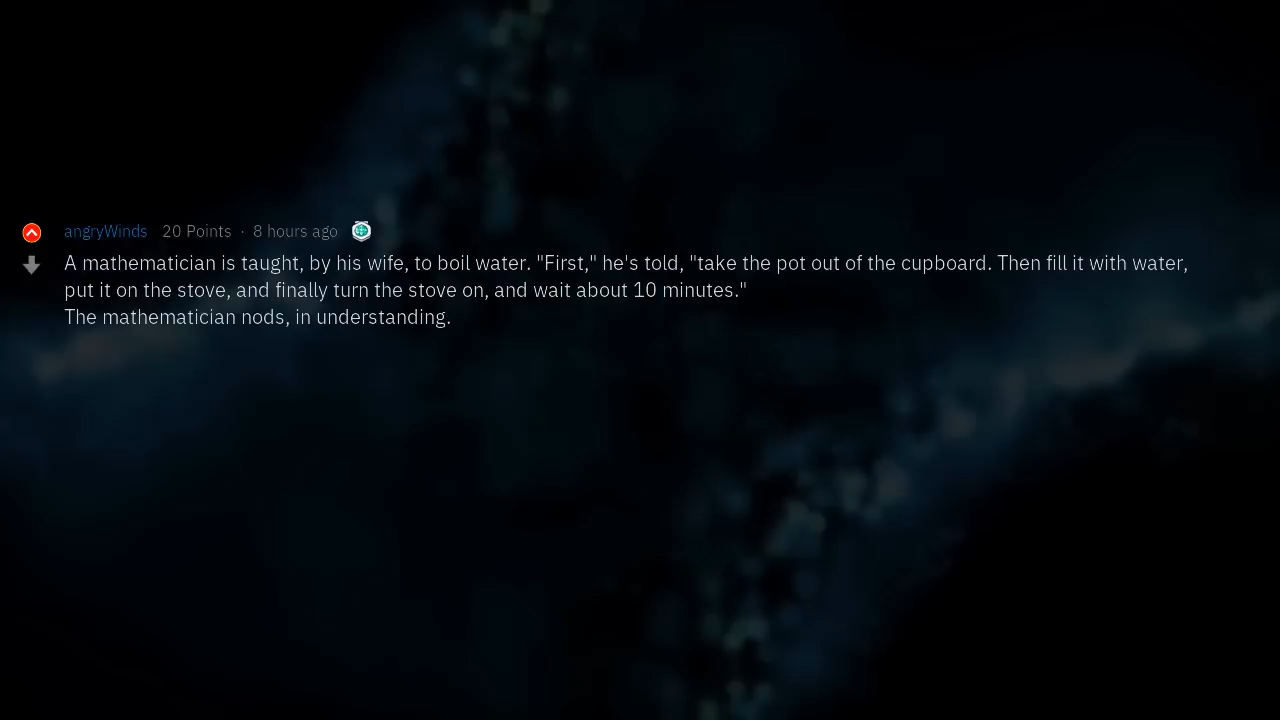 angryWinds 20 Points · 8 hours ago
A mathematician is taught, by his wife, to boil water. "First," he's told, "take the pot out of the cupboard. Then fill it with water,
put it on the stove, and finally turn the stove on, and wait about 10 minutes."
The mathematician nods, in understanding.